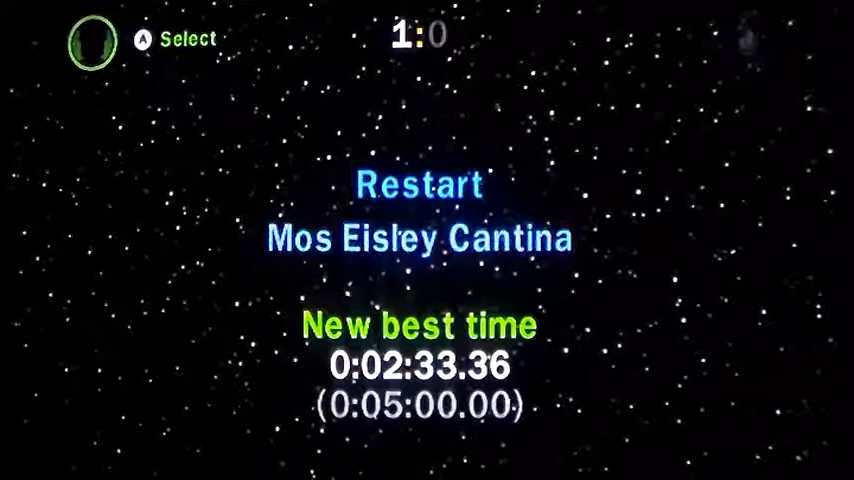 A Select
1:0
Restart
Mos Eisley Cantina
New best time
0:02:33.36
(0:05:00.00)